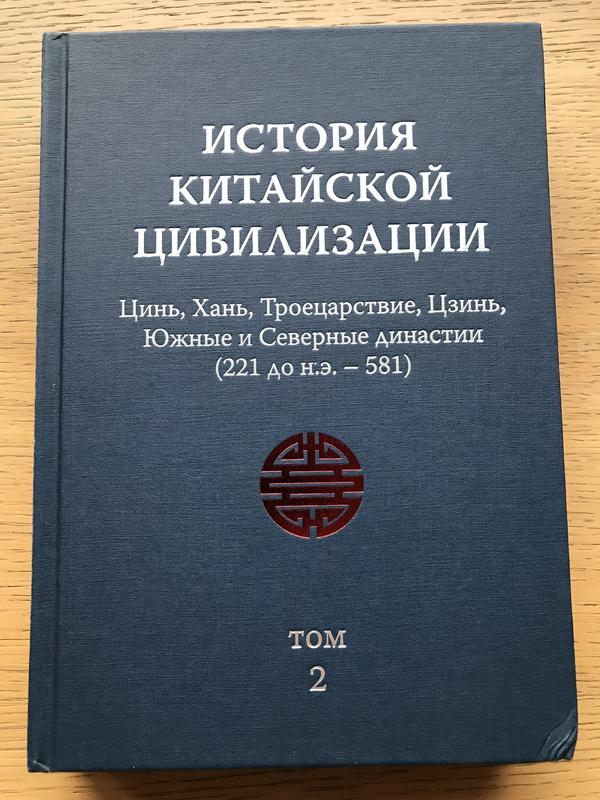 ИСТОРИЯ
КИТАЙСКОЙ
ЦИВИЛИЗАЦИИ
Цинь, Хань, Троецарствие, Цзинь,
Южные и Северные династии
(221 до н.э. – 581)
ТОМ
2